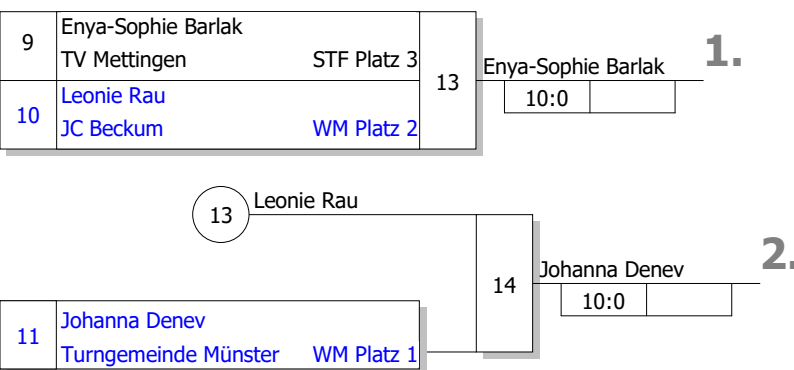 9
Enya-Sophie Barlak
TV Mettingen STF Platz 3
10
Leonie Rau
JC Beckum WM Platz 2
13
Enya-Sophie Barlak
10:0
1.
13
Leonie Rau
11
Johanna Denev
Turngemeinde Münster WM Platz 1
14
Johanna Denev
10:0
2.